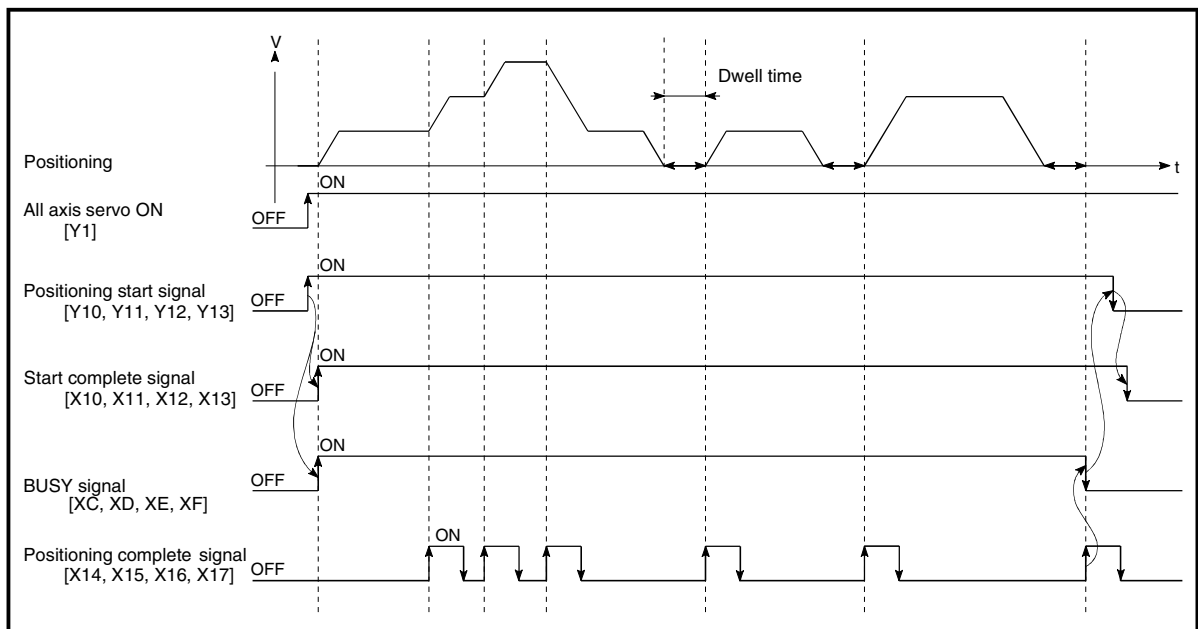 V
Dwell time
Positioning
t
ON
All axis servo ON
OFF
[Y1]
ON
Positioning start signal
OFF
[Y10, Y11, Y12, Y13]
ON
Start complete signal
OFF
[X10, X11, X12, X13]
ON
OFF
BUSY signal
[XC, XD, XE, XF]
ON
Positioning complete signal
OFF
[X14, X15, X16, X17]